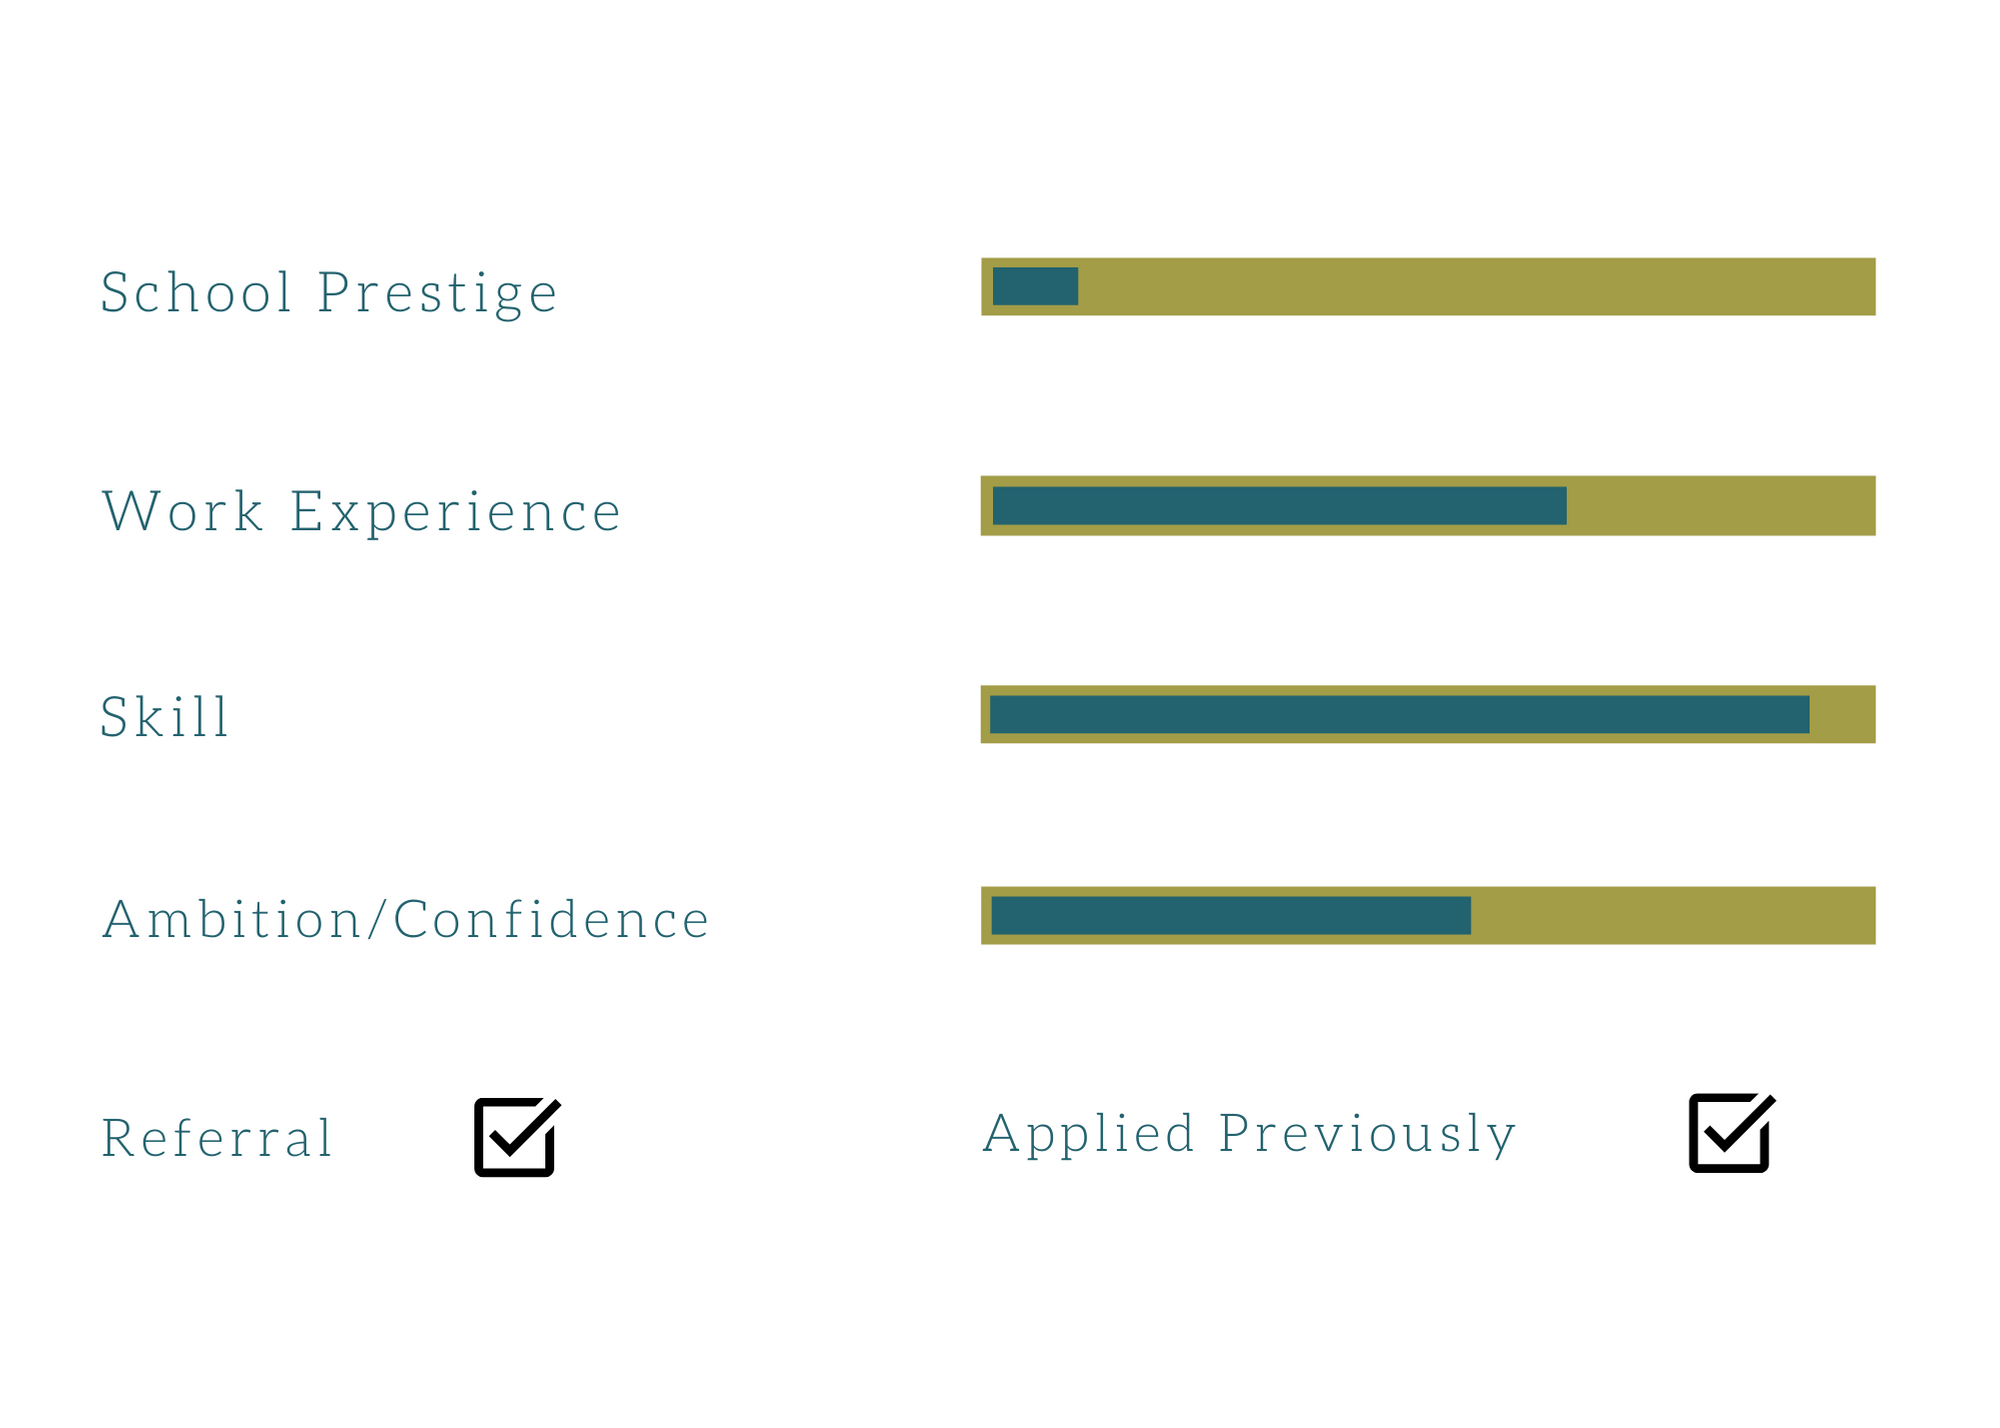 School Prestige
Work Experience
Skill
Ambition/Confidence
Referral
Applied Previously